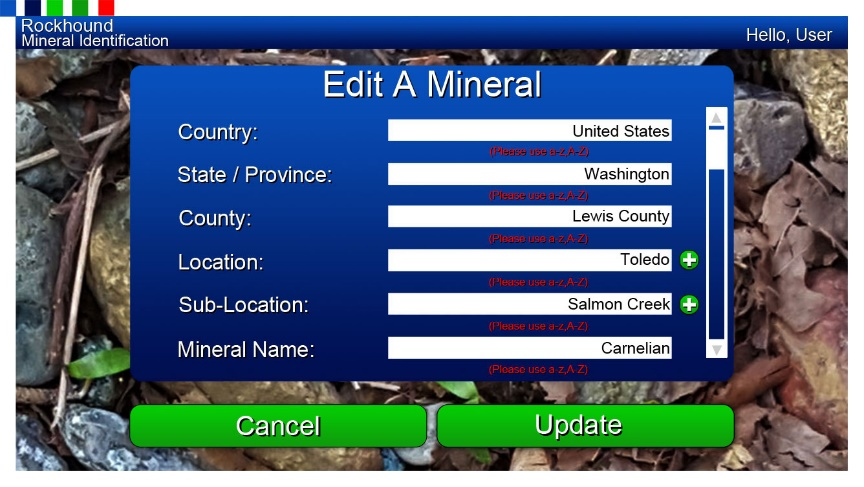 Rockhound
Mineral Identification
Hello, User
Edit A Mineral
Country: United States
(Please use a-z,A-Z)
State / Province: Washington
(Please use a-z,A-Z)
County: Lewis County
(Please use a-z,A-Z)
Location: Toledo
(Please use a-z,A-Z)
Sub-Location: Salmon Creek
(Please use a-z,A-Z)
Mineral Name: Carnelian
(Please use a-z,A-Z)
Cancel Update